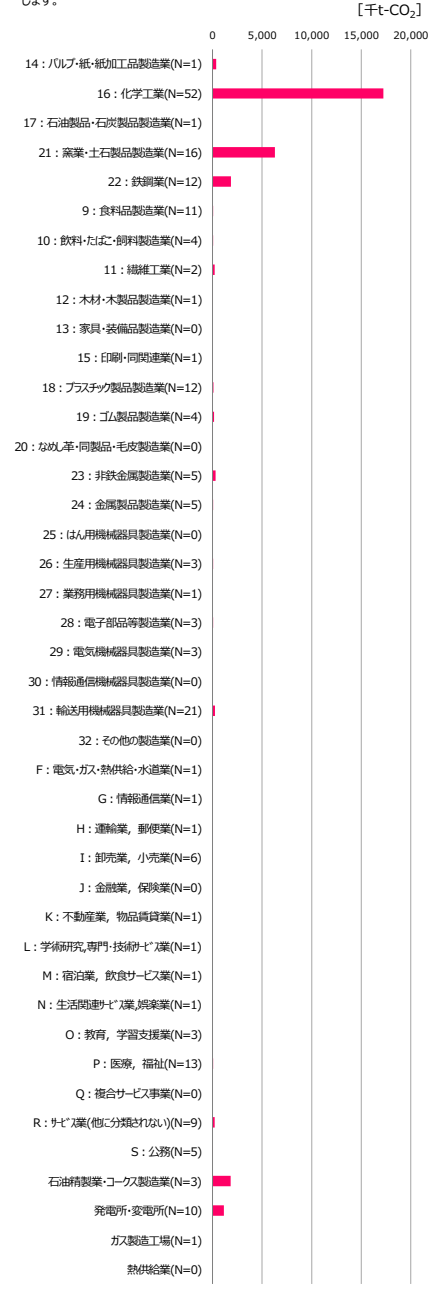 します。
[千t-CO₂]
0 5,000 10,000 15,000 20,000
14：パルプ・紙・紙加工品製造業(N=1)
16：化学工業(N=52)
17：石油製品・石炭製品製造業(N=1)
21：窯業・土石製品製造業(N=16)
22：鉄鋼業(N=12)
9：食料品製造業(N=11)
10：飲料・たばこ・飼料製造業(N=4)
11：繊維工業(N=2)
12：木材・木製品製造業(N=1)
13：家具・装備品製造業(N=0)
15：印刷・同関連業(N=1)
18：プラスチック製品製造業(N=12)
19：ゴム製品製造業(N=4)
20：なめし革・同製品・毛皮製造業(N=0)
23：非鉄金属製造業(N=5)
24：金属製品製造業(N=5)
25：はん用機械器具製造業(N=0)
26：生産用機械器具製造業(N=3)
27：業務用機械器具製造業(N=1)
28：電子部品等製造業(N=3)
29：電気機械器具製造業(N=3)
30：情報通信機械器具製造業(N=0)
31：輸送用機械器具製造業(N=21)
32：その他の製造業(N=0)
F：電気・ガス・熱供給・水道業(N=1)
G：情報通信業(N=1)
H：運輸業，郵便業(N=1)
I：卸売業，小売業(N=6)
J：金融業，保険業(N=0)
K：不動産業，物品賃貸業(N=1)
L：学術研究,専門・技術ｻｰﾋﾞｽ業(N=1)
M：宿泊業，飲食サービス業(N=1)
N：生活関連ｻｰﾋﾞｽ業,娯楽業(N=1)
O：教育，学習支援業(N=3)
P：医療，福祉(N=13)
Q：複合サービス事業(N=0)
R：ｻｰﾋﾞｽ業(他に分類されない)(N=9)
S：公務(N=5)
石油精製業・コークス製造業(N=3)
発電所・変電所(N=10)
ガス製造工場(N=1)
熱供給業(N=0)